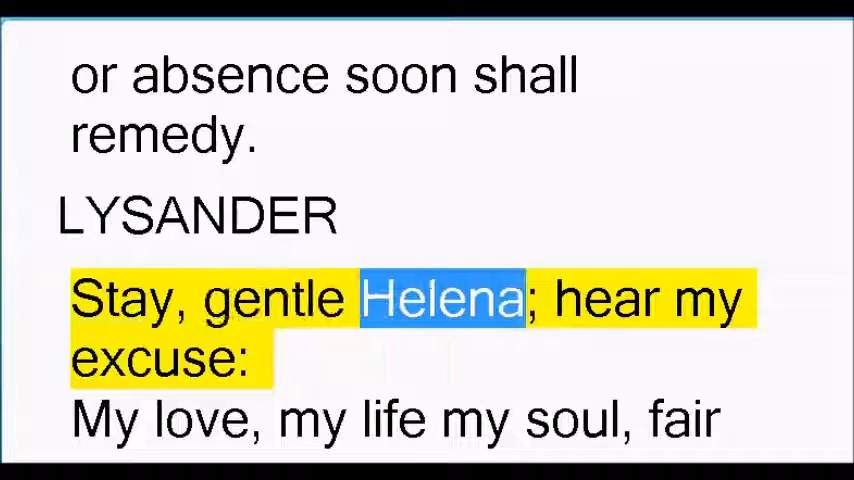 or absence soon shall
remedy.
LYSANDER
Stay, gentle Helena; hear my
excuse:
My love, my life my soul, fair